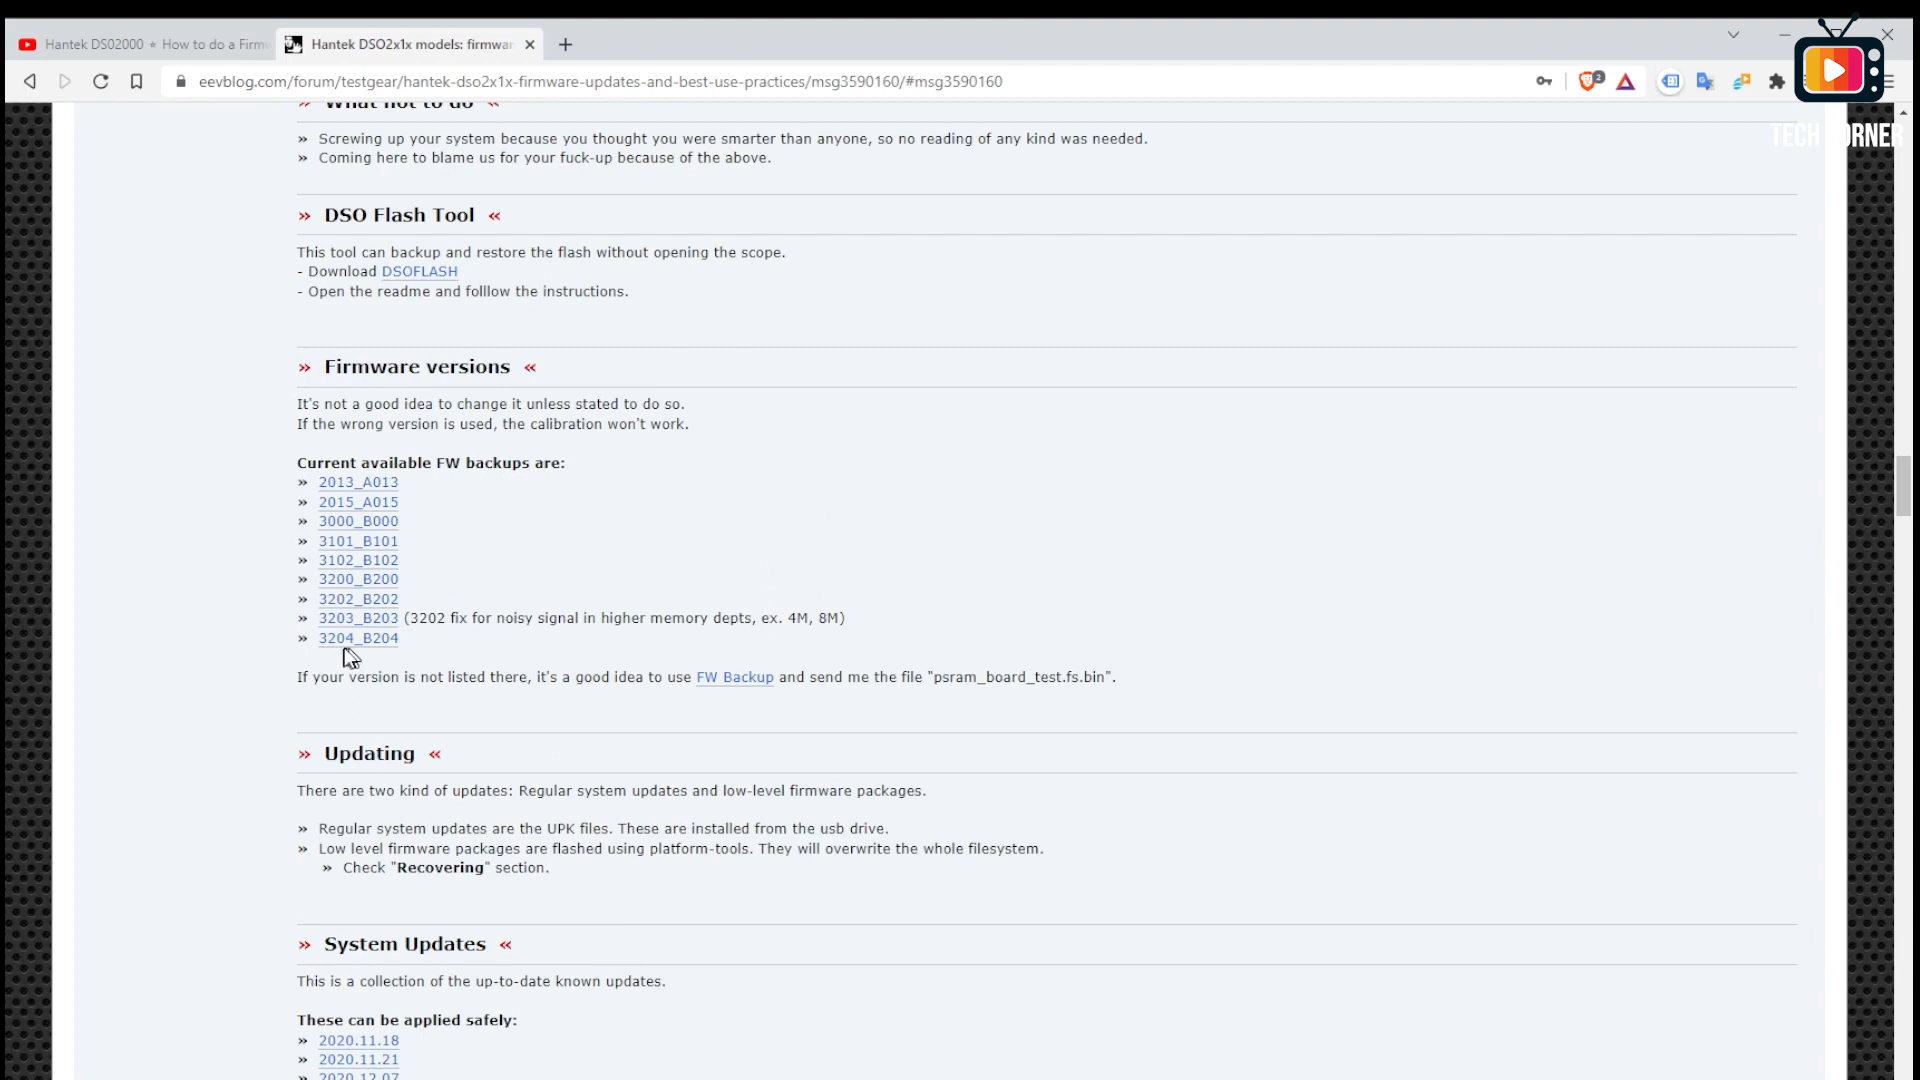 Hantek DSO2000 ⭐ How to do a Firm
Hantek DSO2x1x models: firmwar
eevblog.com/forum/testgear/hantek-dso2x1x-firmware-updates-and-best-use-practices/msg3590160/#msg3590160
2
TECH CORNER
» What not to do «
» Screwing up your system because you thought you were smarter than anyone, so no reading of any kind was needed.
» Coming here to blame us for your fuck-up because of the above.
» DSO Flash Tool «
This tool can backup and restore the flash without opening the scope.
- Download DSOFLASH
- Open the readme and folllow the instructions.
» Firmware versions «
It's not a good idea to change it unless stated to do so.
If the wrong version is used, the calibration won't work.
Current available FW backups are:
» 2013_A013
» 2015_A015
» 3000_B000
» 3101_B101
» 3102_B102
» 3200_B200
» 3202_B202
» 3203_B203 (3202 fix for noisy signal in higher memory depts, ex. 4M, 8M)
» 3204_B204
If your version is not listed there, it's a good idea to use FW Backup and send me the file "psram_board_test.fs.bin".
» Updating «
There are two kind of updates: Regular system updates and low-level firmware packages.
» Regular system updates are the UPK files. These are installed from the usb drive.
» Low level firmware packages are flashed using platform-tools. They will overwrite the whole filesystem.
» Check "Recovering" section.
» System Updates «
This is a collection of the up-to-date known updates.
These can be applied safely:
» 2020.11.18
» 2020.11.21
» 2020.12.07